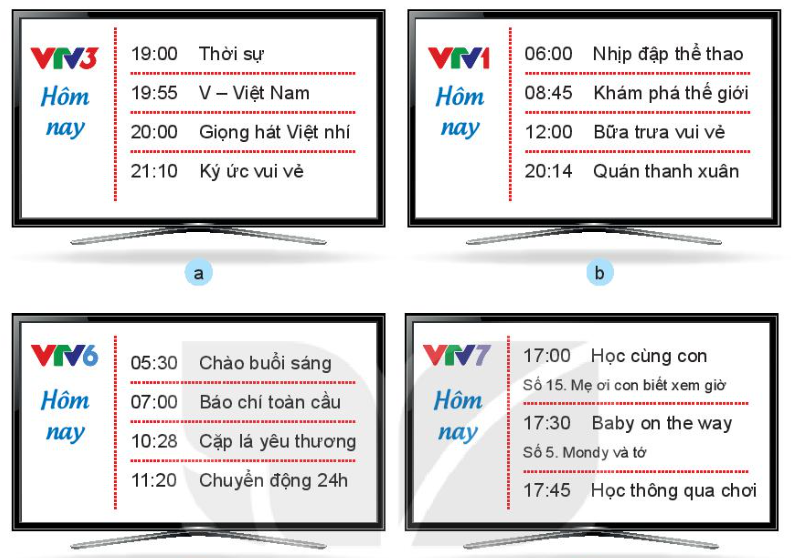 VTV3
Hôm
nay
19:00 Thời sự
19:55 V – Việt Nam
20:00 Giọng hát Việt nhí
21:10 Ký ức vui vẻ
a
VTV1
Hôm
nay
06:00 Nhịp đập thể thao
08:45 Khám phá thế giới
12:00 Bữa trưa vui vẻ
20:14 Quán thanh xuân
b
VTV6
Hôm
nay
05:30 Chào buổi sáng
07:00 Báo chí toàn cầu
10:28 Cặp lá yêu thương
11:20 Chuyển động 24h
VTV7
Hôm
nay
17:00 Học cùng con
Số 15. Mẹ ơi con biết xem giờ
17:30 Baby on the way
Số 5. Mondy và tớ
17:45 Học thông qua chơi